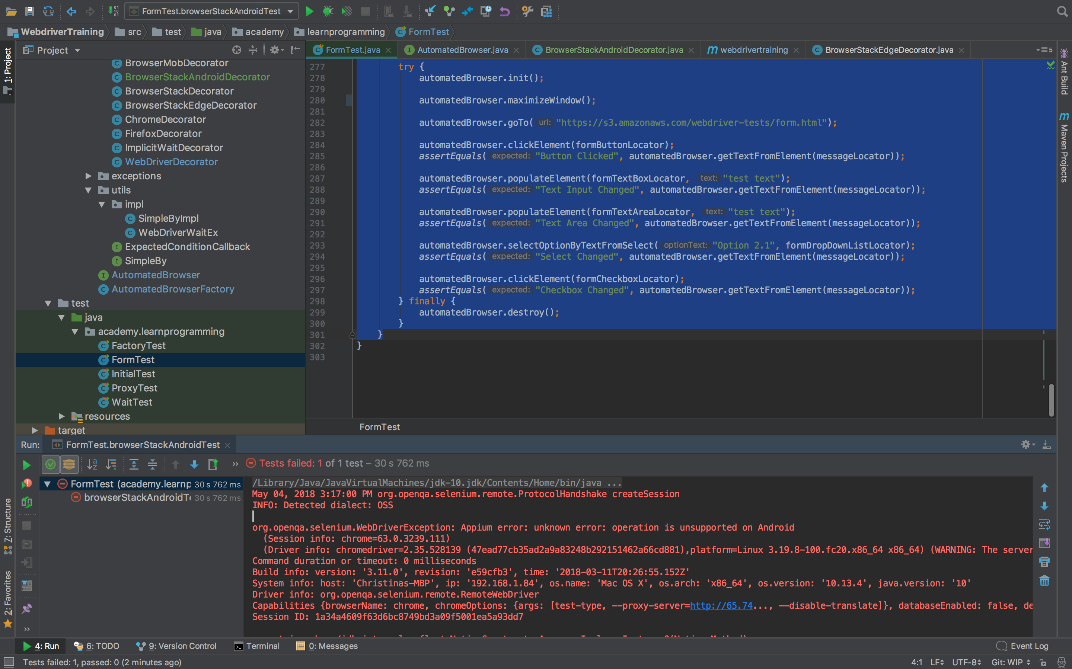 FormTest.browserStackAndroidTest
WebdriverTraining src test java academy learnprogramming FormTest
Project
FormTest.java AutomatedBrowser.java BrowserStackAndroidDecorator.java webdrivertraining BrowserStackEdgeDecorator.java
1: Project
Ant Build
Maven Projects
BrowserMobDecorator
BrowserStackAndroidDecorator
BrowserStackDecorator
BrowserStackEdgeDecorator
ChromeDecorator
FirefoxDecorator
ImplicitWaitDecorator
WebDriverDecorator
exceptions
utils
impl
SimpleByImpl
WebDriverWaitEx
ExpectedConditionCallback
SimpleBy
AutomatedBrowser
AutomatedBrowserFactory
test
java
academy.learnprogramming
FactoryTest
FormTest
InitialTest
ProxyTest
WaitTest
resources
target
277 try {
278 automatedBrowser.init();
279
280 automatedBrowser.maximizeWindow();
281
282 automatedBrowser.goTo( url: "https://s3.amazonaws.com/webdriver-tests/form.html");
283
284 automatedBrowser.clickElement(formButtonLocator);
285 assertEquals( expected: "Button Clicked", automatedBrowser.getTextFromElement(messageLocator));
286
287 automatedBrowser.populateElement(formTextBoxLocator, text: "test text");
288 assertEquals( expected: "Text Input Changed", automatedBrowser.getTextFromElement(messageLocator));
289
290 automatedBrowser.populateElement(formTextAreaLocator, text: "test text");
291 assertEquals( expected: "Text Area Changed", automatedBrowser.getTextFromElement(messageLocator));
292
293 automatedBrowser.selectOptionByTextFromSelect( optionText: "Option 2.1", formDropDownListLocator);
294 assertEquals( expected: "Select Changed", automatedBrowser.getTextFromElement(messageLocator));
295
296 automatedBrowser.clickElement(formCheckboxLocator);
297 assertEquals( expected: "Checkbox Changed", automatedBrowser.getTextFromElement(messageLocator));
298 } finally {
299 automatedBrowser.destroy();
300 }
301 }
302 }
303
FormTest
Run: FormTest.browserStackAndroidTest
Tests failed: 1 of 1 test – 30 s 762 ms
FormTest (academy.learnp 30 s 762 ms
browserStackAndroidTe 30 s 762 ms
/Library/Java/JavaVirtualMachines/jdk-10.jdk/Contents/Home/bin/java ...
May 04, 2018 3:17:00 PM org.openqa.selenium.remote.ProtocolHandshake createSession
INFO: Detected dialect: OSS
org.openqa.selenium.WebDriverException: Appium error: unknown error: operation is unsupported on Android
(Session info: chrome=63.0.3239.111)
(Driver info: chromedriver=2.35.528139 (47ead77cb35ad2a9a83248b292151462a66cd881),platform=Linux 3.19.8-100.fc20.x86_64 x86_64) (WARNING: The server
Command duration or timeout: 0 milliseconds
Build info: version: '3.11.0', revision: 'e59cfb3', time: '2018-03-11T20:26:55.152Z'
System info: host: 'Christinas-MBP', ip: '192.168.1.84', os.name: 'Mac OS X', os.arch: 'x86_64', os.version: '10.13.4', java.version: '10'
Driver info: org.openqa.selenium.remote.RemoteWebDriver
Capabilities {browserName: chrome, chromeOptions: {args: [test-type, --proxy-server=http://65.74..., --disable-translate]}, databaseEnabled: false, de
Session ID: 1a34a4609f63d6bc8749bd3a09f5001ea5a93dd7
7: Structure
2: Favorites
4: Run 6: TODO 9: Version Control Terminal 0: Messages Event Log
Tests failed: 1, passed: 0 (2 minutes ago) 4:1 LF UTF-8 Git: WIP